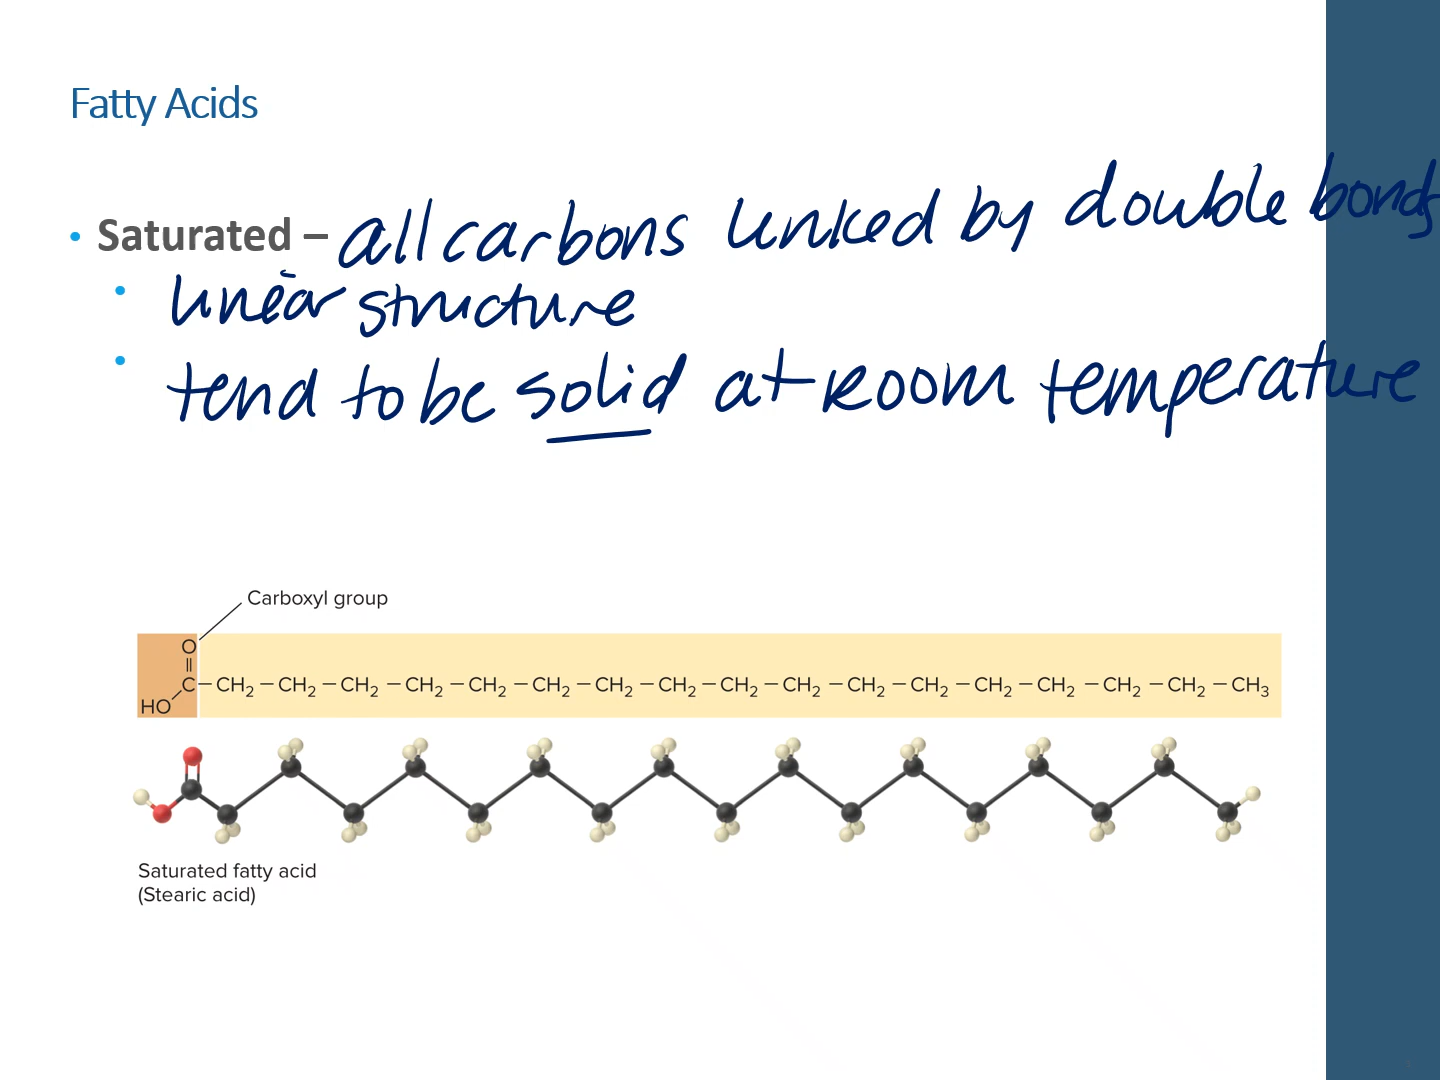 Fatty Acids
• Saturated – all carbons linked by double bonds
• linear structure
• tend to be solid at room temperature
Carboxyl group
O
C – CH₂ – CH₂ – CH₂ – CH₂ – CH₂ – CH₂ – CH₂ – CH₂ – CH₂ – CH₂ – CH₂ – CH₂ – CH₂ – CH₂ – CH₂ – CH₂ – CH₃
HO
Saturated fatty acid
(Stearic acid)